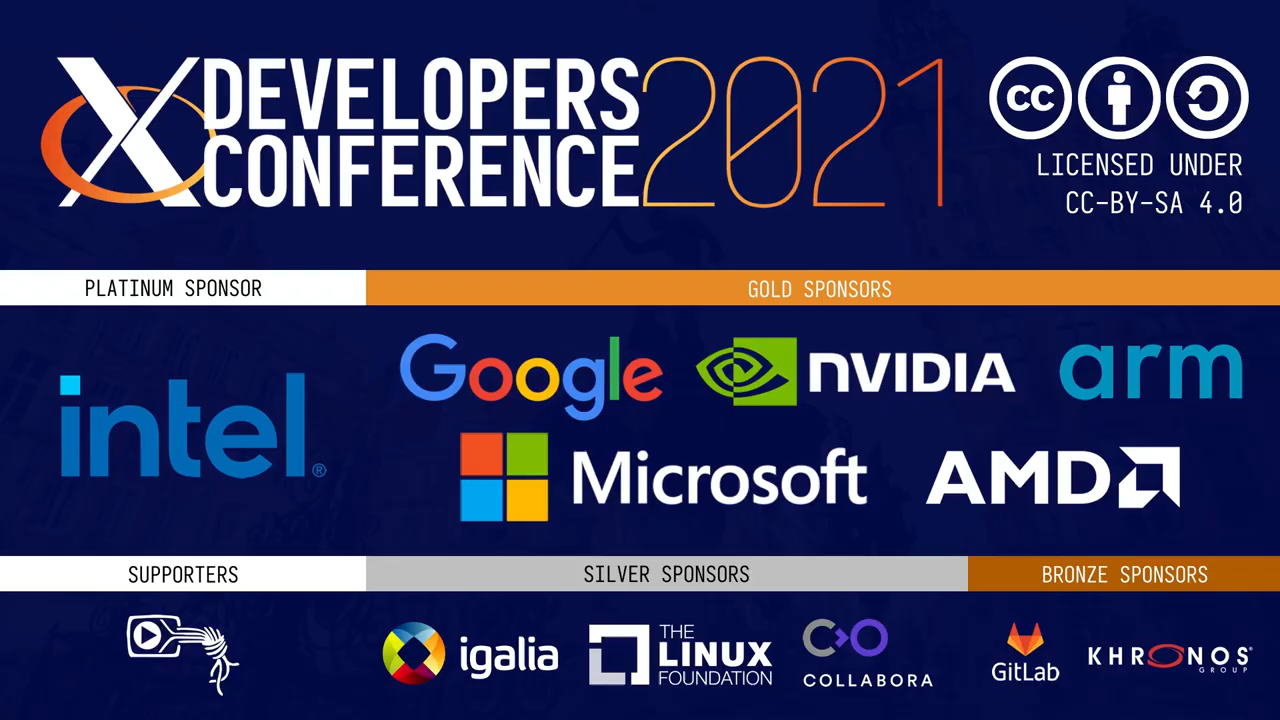 X DEVELOPERS
CONFERENCE 2021
cc
LICENSED UNDER
CC-BY-SA 4.0
PLATINUM SPONSOR
GOLD SPONSORS
intel®
Google
NVIDIA
arm
Microsoft
AMD
SUPPORTERS
SILVER SPONSORS
BRONZE SPONSORS
igalia
THE
LINUX
FOUNDATION
COLLABORA
GitLab
KHRONOS®
GROUP